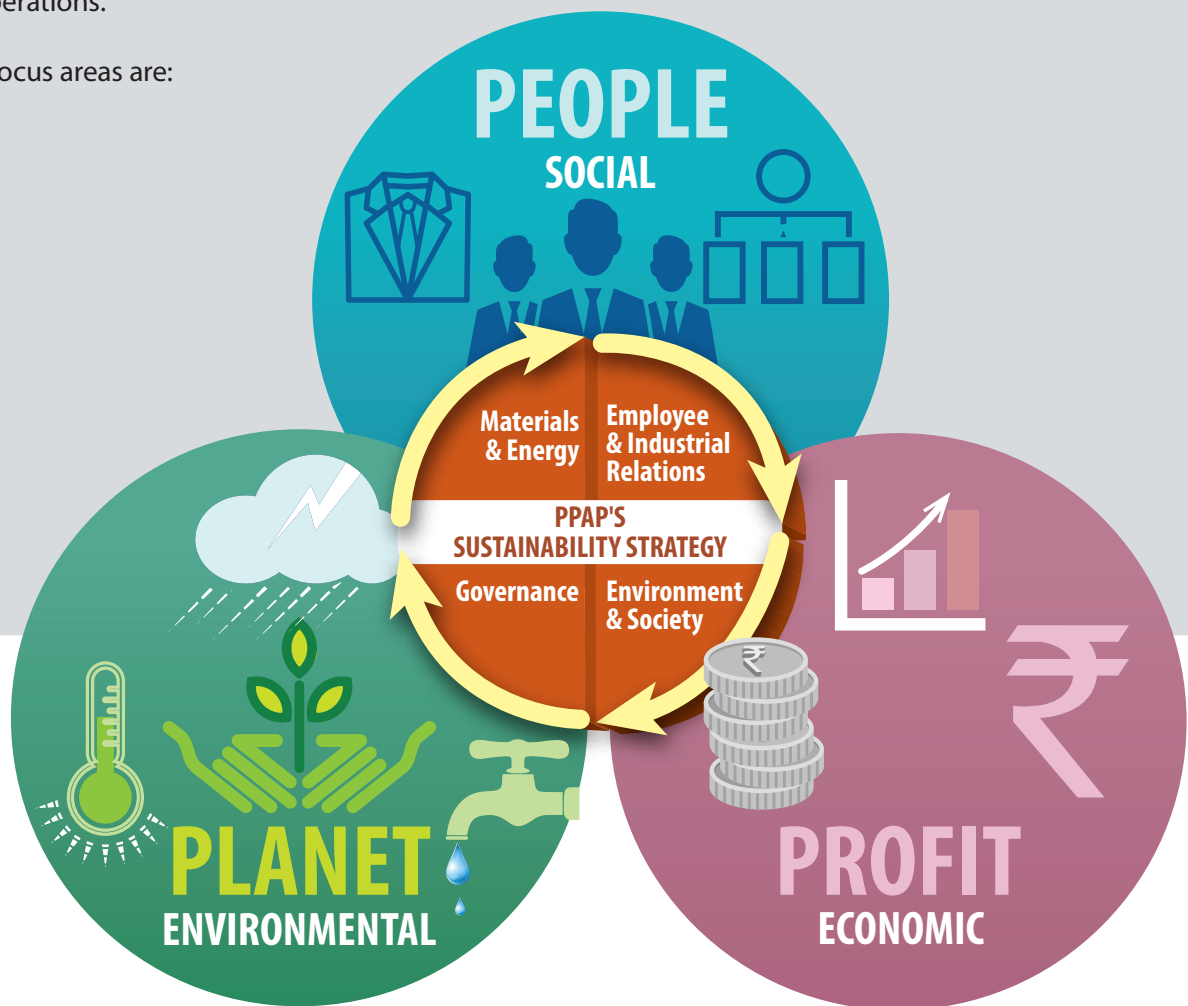 ocus areas are:
PEOPLE
SOCIAL
Materials
& Energy
Employee
& Industrial
Relations
PPAP'S
SUSTAINABILITY STRATEGY
Governance
Environment
& Society
₹
₹
PLANET
ENVIRONMENTAL
PROFIT
ECONOMIC